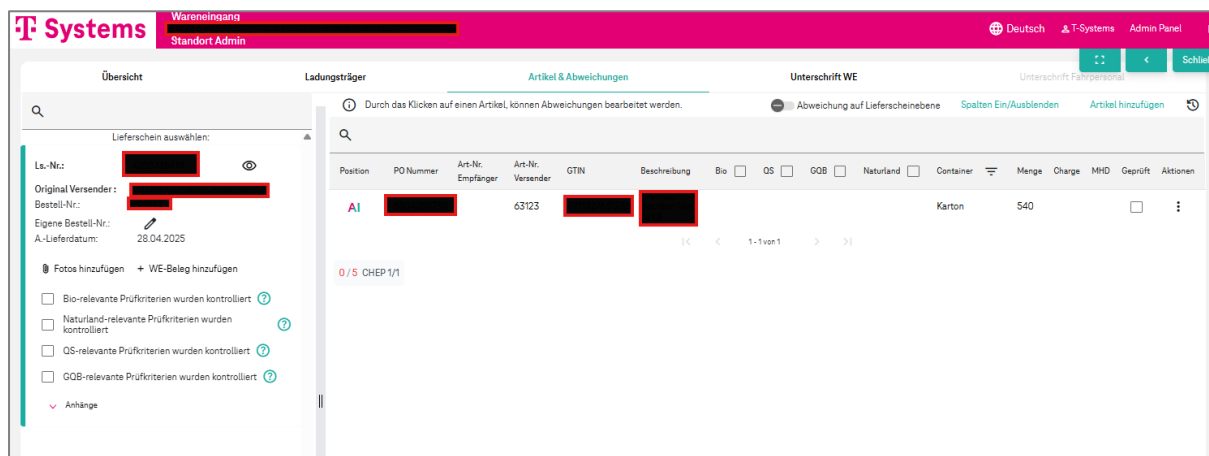 T Systems
Wareneingang
Standort Admin
Deutsch T-Systems Admin Panel
Schließ
Übersicht Ladungsträger Artikel & Abweichungen Unterschrift WE Unterschrift Fahrpersonal
Durch das Klicken auf einen Artikel, können Abweichungen bearbeitet werden. Abweichung auf Lieferscheinebene Spalten Ein/Ausblenden Artikel hinzufügen
Lieferschein auswählen:
Ls.-Nr.:
Original Versender :
Bestell-Nr.:
Eigene Bestell-Nr.:
A.-Lieferdatum: 28.04.2025
Fotos hinzufügen + WE-Beleg hinzufügen
Bio-relevante Prüfkriterien wurden kontrolliert ?
Naturland-relevante Prüfkriterien wurden
kontrolliert ?
QS-relevante Prüfkriterien wurden kontrolliert ?
GQB-relevante Prüfkriterien wurden kontrolliert ?
Anhänge
Position PO Nummer Art-Nr. Empfänger Art-Nr. Versender GTIN Beschreibung Bio QS GQB Naturland Container Menge Charge MHD Geprüft Aktionen
AI 63123 Karton 540
|< < 1 - 1 von 1 > >|
0 / 5 CHEP 1/1